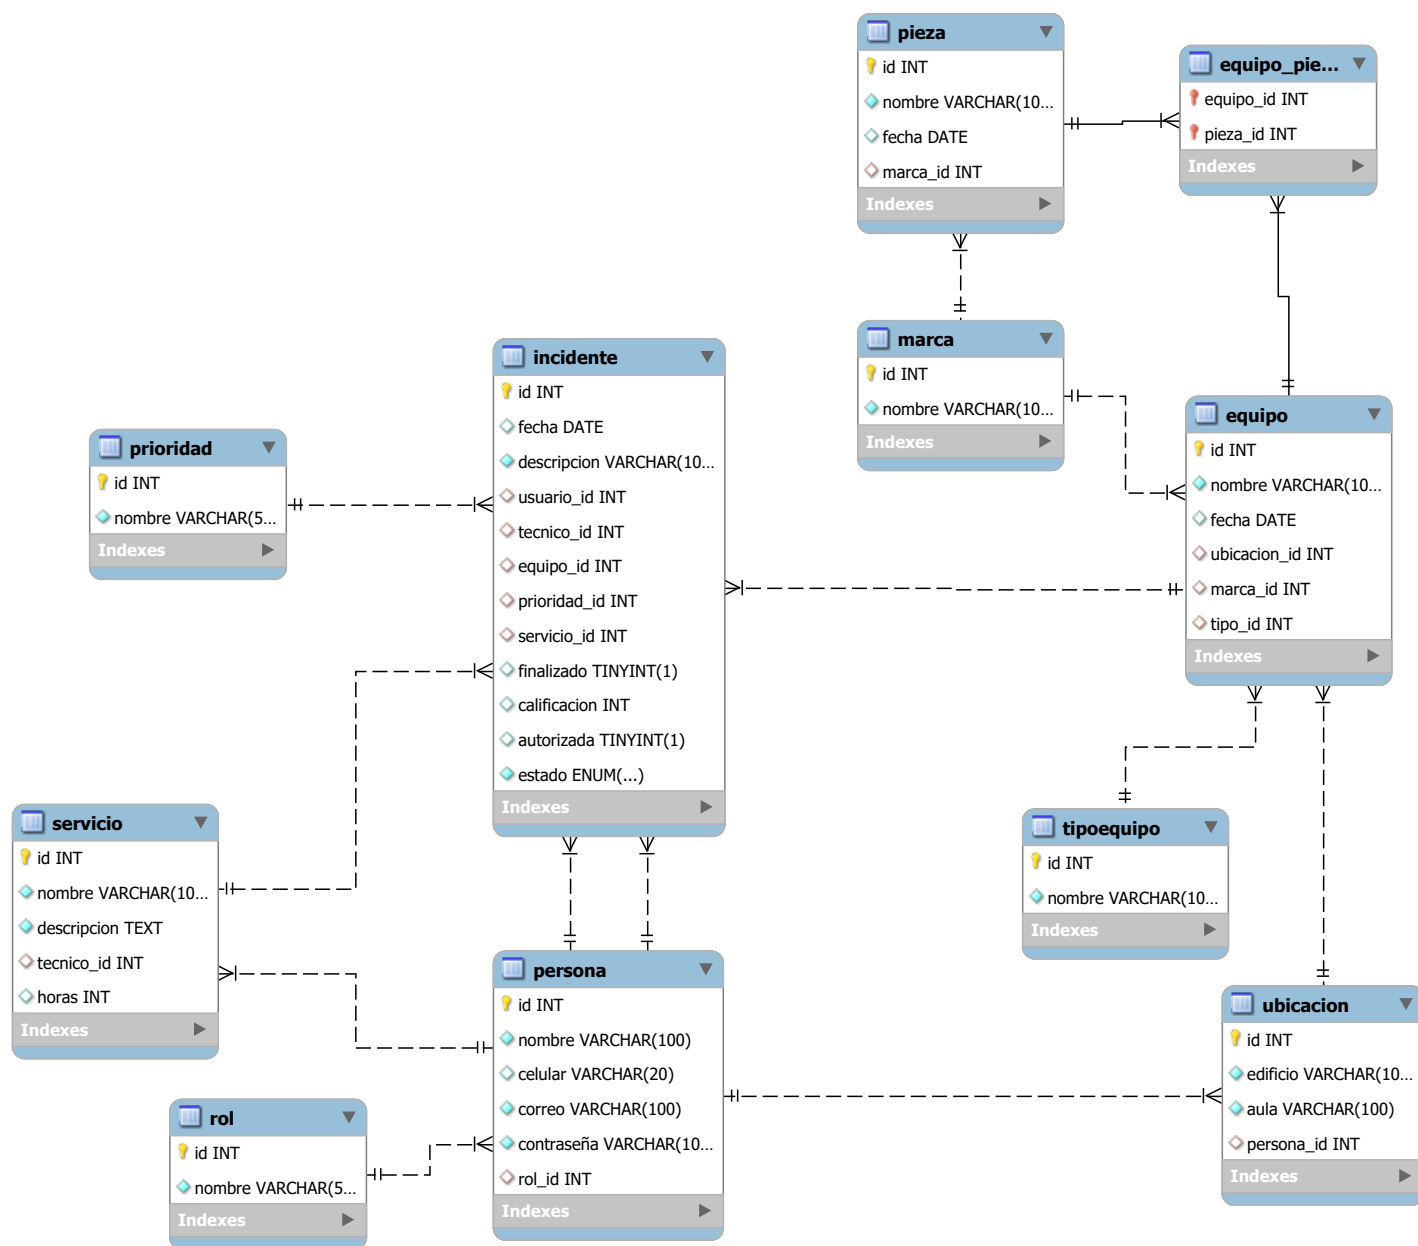 pieza
id INT
nombre VARCHAR(10...
fecha DATE
marca_id INT
Indexes
equipo_pie...
equipo_id INT
pieza_id INT
Indexes
marca
id INT
nombre VARCHAR(10...
Indexes
incidente
id INT
fecha DATE
descripcion VARCHAR(10...
usuario_id INT
tecnico_id INT
equipo_id INT
prioridad_id INT
servicio_id INT
finalizado TINYINT(1)
calificacion INT
autorizada TINYINT(1)
estado ENUM(...)
Indexes
equipo
id INT
nombre VARCHAR(10...
fecha DATE
ubicacion_id INT
marca_id INT
tipo_id INT
Indexes
prioridad
id INT
nombre VARCHAR(5...
Indexes
servicio
id INT
nombre VARCHAR(10...
descripcion TEXT
tecnico_id INT
horas INT
Indexes
tipoequipo
id INT
nombre VARCHAR(10...
Indexes
persona
id INT
nombre VARCHAR(100)
celular VARCHAR(20)
correo VARCHAR(100)
contraseña VARCHAR(10...
rol_id INT
Indexes
ubicacion
id INT
edificio VARCHAR(10...
aula VARCHAR(100)
persona_id INT
Indexes
rol
id INT
nombre VARCHAR(5...
Indexes